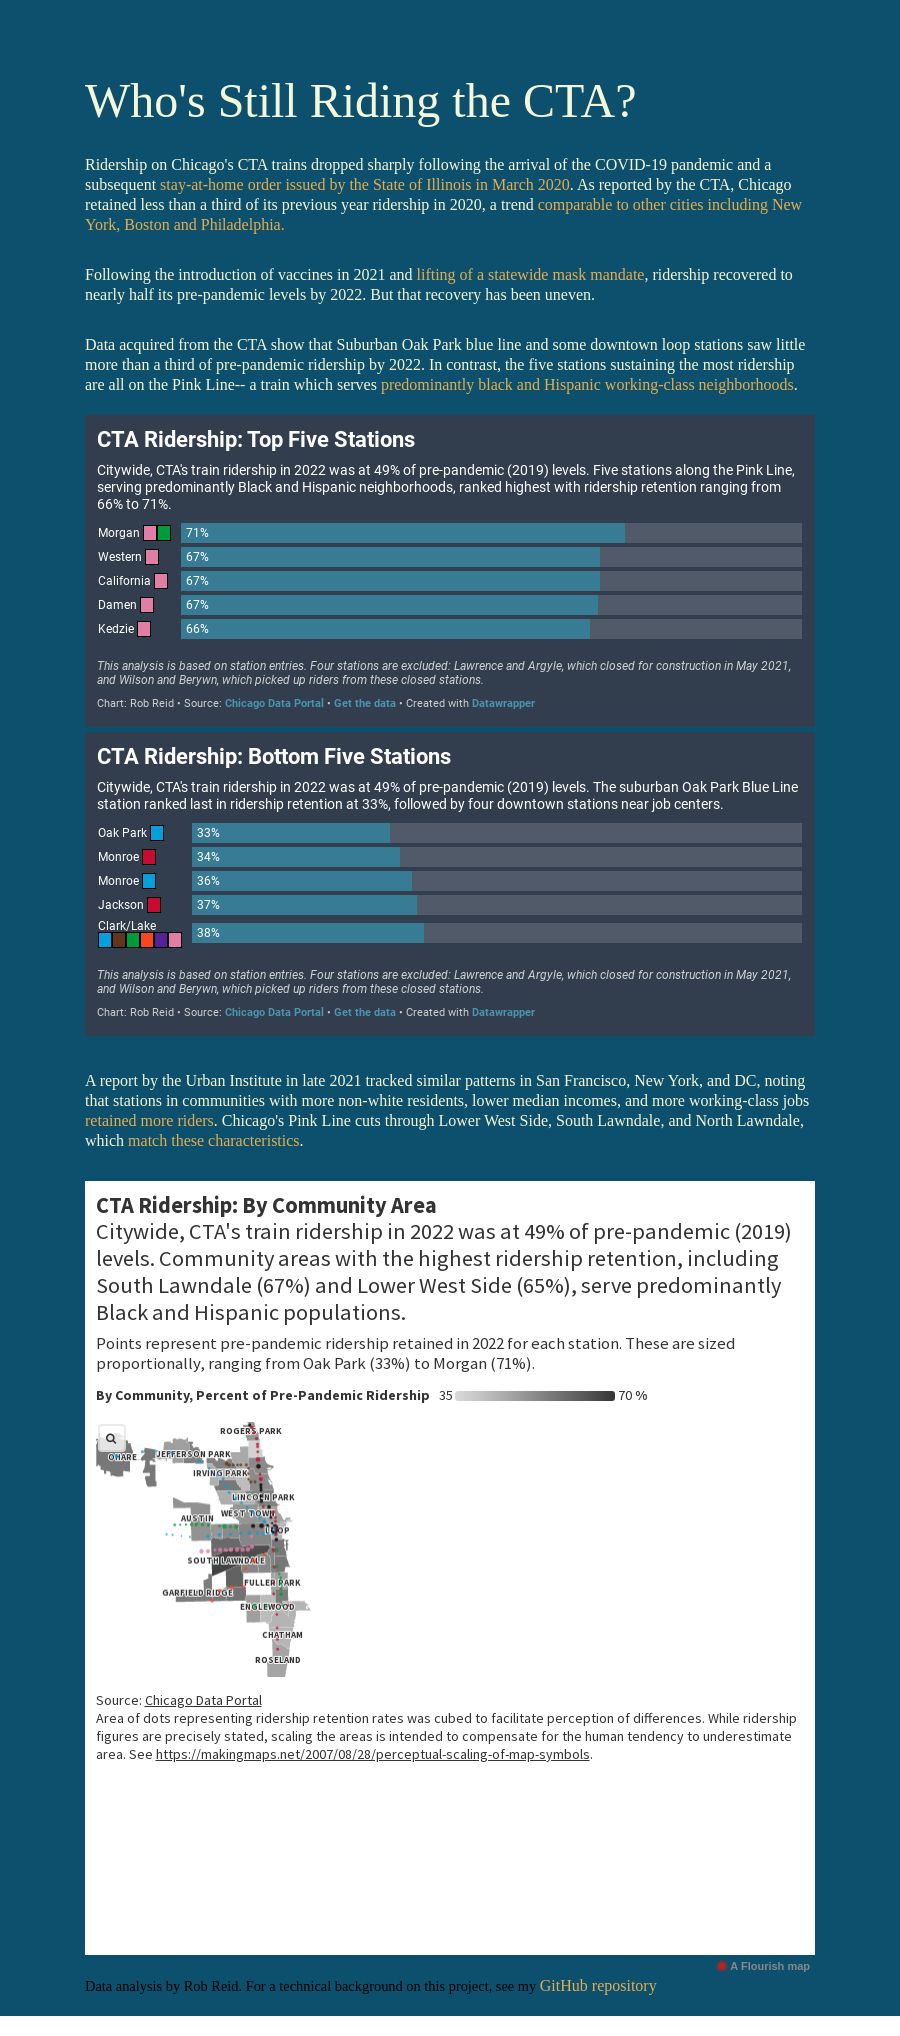 Who's Still Riding the CTA?
Ridership on Chicago's CTA trains dropped sharply following the arrival of the COVID-19 pandemic and a
subsequent stay-at-home order issued by the State of Illinois in March 2020. As reported by the CTA, Chicago
retained less than a third of its previous year ridership in 2020, a trend comparable to other cities including New
York, Boston and Philadelphia.
Following the introduction of vaccines in 2021 and lifting of a statewide mask mandate, ridership recovered to
nearly half its pre-pandemic levels by 2022. But that recovery has been uneven.
Data acquired from the CTA show that Suburban Oak Park blue line and some downtown loop stations saw little
more than a third of pre-pandemic ridership by 2022. In contrast, the five stations sustaining the most ridership
are all on the Pink Line-- a train which serves predominantly black and Hispanic working-class neighborhoods.
CTA Ridership: Top Five Stations
Citywide, CTA's train ridership in 2022 was at 49% of pre-pandemic (2019) levels. Five stations along the Pink Line,
serving predominantly Black and Hispanic neighborhoods, ranked highest with ridership retention ranging from
66% to 71%.
Morgan 71%
Western 67%
California 67%
Damen 67%
Kedzie 66%
This analysis is based on station entries. Four stations are excluded: Lawrence and Argyle, which closed for construction in May 2021,
and Wilson and Berywn, which picked up riders from these closed stations.
Chart: Rob Reid • Source: Chicago Data Portal • Get the data • Created with Datawrapper
CTA Ridership: Bottom Five Stations
Citywide, CTA's train ridership in 2022 was at 49% of pre-pandemic (2019) levels. The suburban Oak Park Blue Line
station ranked last in ridership retention at 33%, followed by four downtown stations near job centers.
Oak Park 33%
Monroe 34%
Monroe 36%
Jackson 37%
Clark/Lake 38%
This analysis is based on station entries. Four stations are excluded: Lawrence and Argyle, which closed for construction in May 2021,
and Wilson and Berywn, which picked up riders from these closed stations.
Chart: Rob Reid • Source: Chicago Data Portal • Get the data • Created with Datawrapper
A report by the Urban Institute in late 2021 tracked similar patterns in San Francisco, New York, and DC, noting
that stations in communities with more non-white residents, lower median incomes, and more working-class jobs
retained more riders. Chicago's Pink Line cuts through Lower West Side, South Lawndale, and North Lawndale,
which match these characteristics.
CTA Ridership: By Community Area
Citywide, CTA's train ridership in 2022 was at 49% of pre-pandemic (2019)
levels. Community areas with the highest ridership retention, including
South Lawndale (67%) and Lower West Side (65%), serve predominantly
Black and Hispanic populations.
Points represent pre-pandemic ridership retained in 2022 for each station. These are sized
proportionally, ranging from Oak Park (33%) to Morgan (71%).
By Community, Percent of Pre-Pandemic Ridership 35 70 %
ROGERS PARK
OHARE
JEFFERSON PARK
IRVING PARK
LINCOLN PARK
WEST TOWN
AUSTIN
LOOP
SOUTH LAWNDALE
FULLER PARK
GARFIELD RIDGE
ENGLEWOOD
CHATHAM
ROSELAND
Source: Chicago Data Portal
Area of dots representing ridership retention rates was cubed to facilitate perception of differences. While ridership
figures are precisely stated, scaling the areas is intended to compensate for the human tendency to underestimate
area. See https://makingmaps.net/2007/08/28/perceptual-scaling-of-map-symbols.
A Flourish map
Data analysis by Rob Reid. For a technical background on this project, see my GitHub repository